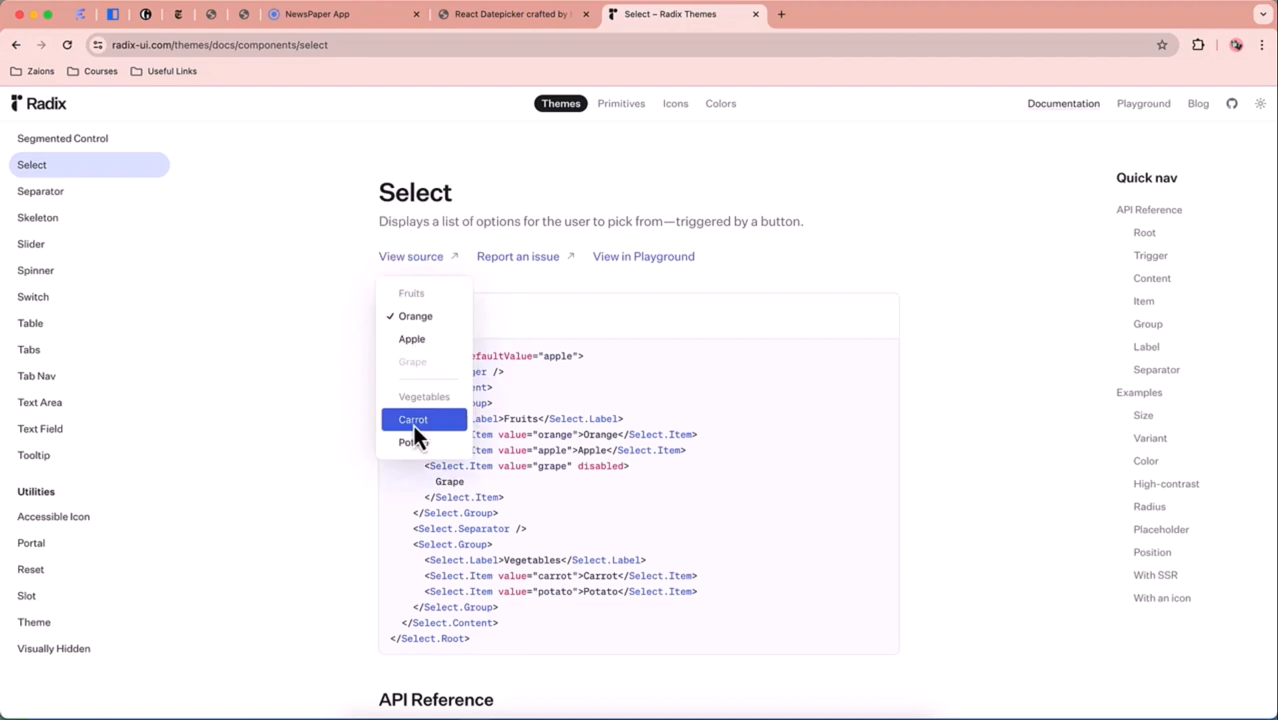 NewsPaper App
React Datepicker crafted by
Select – Radix Themes
radix-ui.com/themes/docs/components/select
Zaions
Courses
Useful Links
Radix
Themes
Primitives
Icons
Colors
Documentation
Playground
Blog
Segmented Control
Select
Separator
Skeleton
Slider
Spinner
Switch
Table
Tabs
Tab Nav
Text Area
Text Field
Tooltip
Utilities
Accessible Icon
Portal
Reset
Slot
Theme
Visually Hidden
Select
Displays a list of options for the user to pick from—triggered by a button.
View source
Report an issue
View in Playground
Fruits
Orange
Apple
Grape
Vegetables
Carrot
efaultValue="apple">
ger />
ent>
oup>
abel>Fruits</Select.Label>
Item value="orange">Orange</Select.Item>
Item value="apple">Apple</Select.Item>
<Select.Item value="grape" disabled>
Grape
</Select.Item>
</Select.Group>
<Select.Separator />
<Select.Group>
<Select.Label>Vegetables</Select.Label>
<Select.Item value="carrot">Carrot</Select.Item>
<Select.Item value="potato">Potato</Select.Item>
</Select.Group>
</Select.Content>
</Select.Root>
API Reference
Quick nav
API Reference
Root
Trigger
Content
Item
Group
Label
Separator
Examples
Size
Variant
Color
High-contrast
Radius
Placeholder
Position
With SSR
With an icon